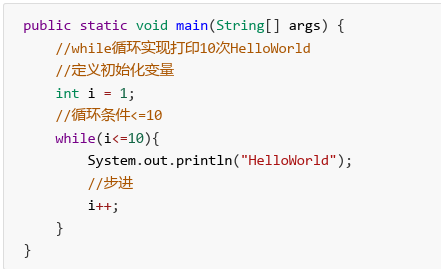 public static void main(String[] args) {
    //while循环实现打印10次HelloWorld
    //定义初始化变量
    int i = 1;
    //循环条件<=10
    while(i<=10){
        System.out.println("HelloWorld");
        //步进
        i++;
    }
}